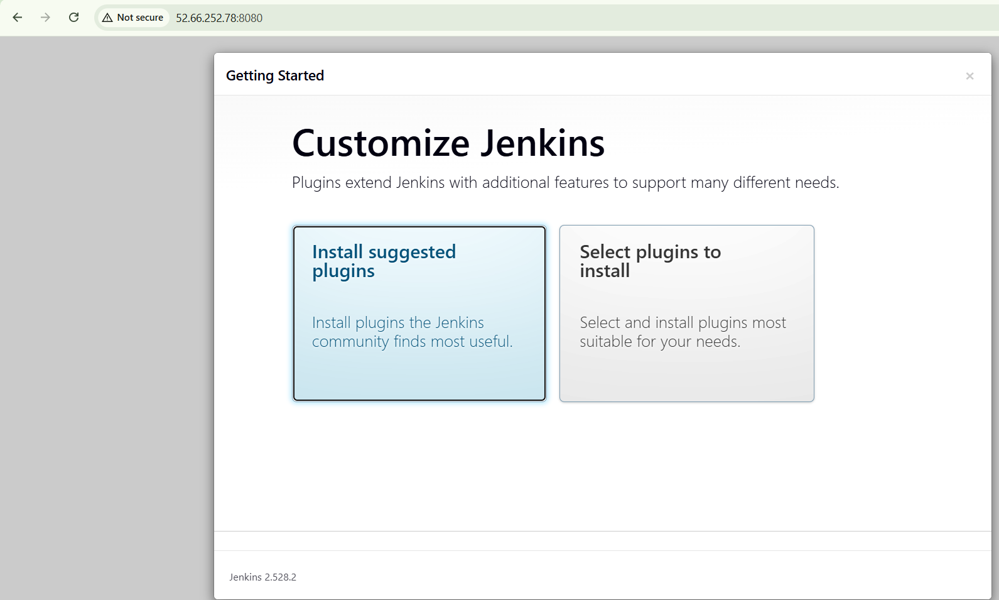 Not secure 52.66.252.78:8080
Getting Started ×
Customize Jenkins
Plugins extend Jenkins with additional features to support many different needs.
Install suggested
plugins
Install plugins the Jenkins
community finds most useful.
Select plugins to
install
Select and install plugins most
suitable for your needs.
Jenkins 2.528.2